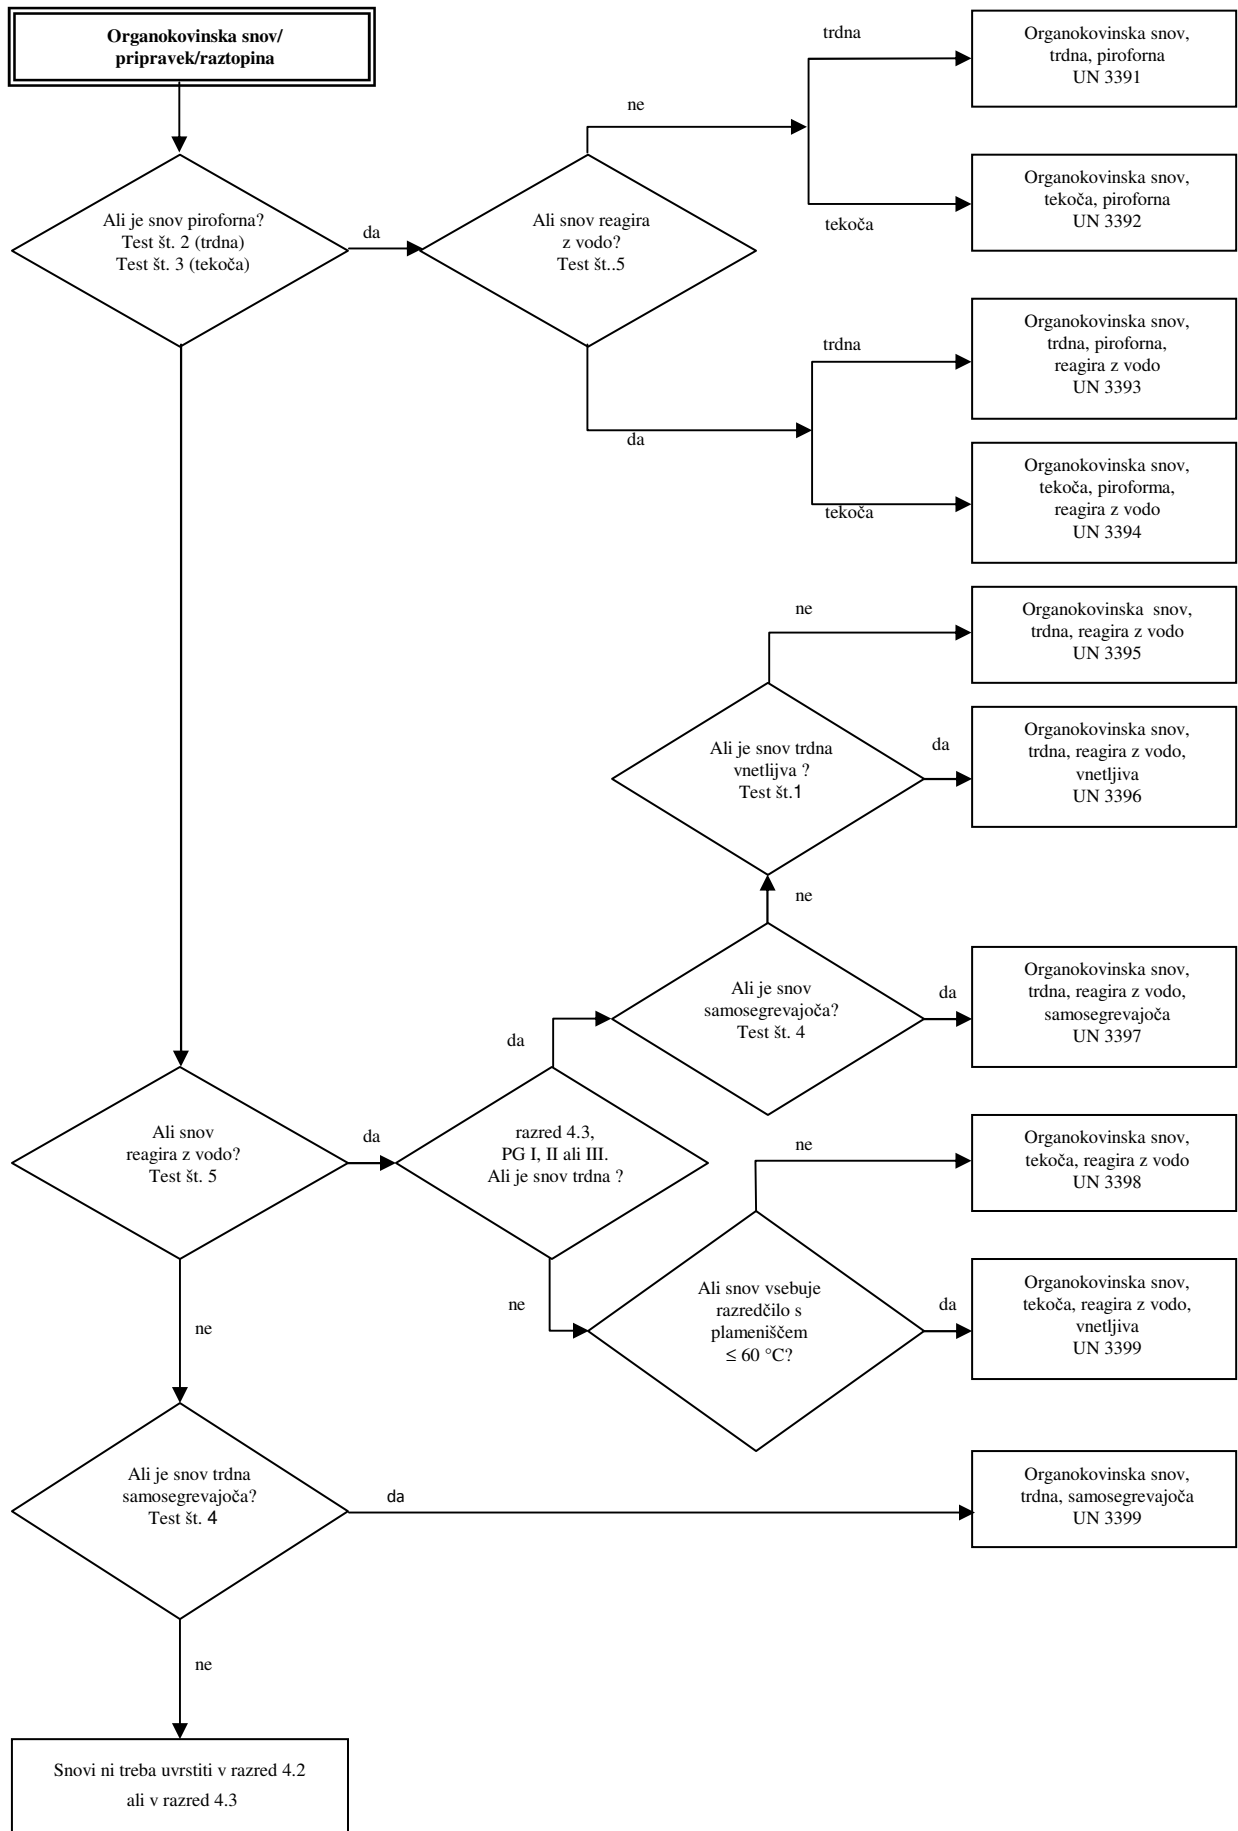 Organokovinska snov/
pripravek/raztopina
trdna
Organokovinska snov,
trdna, piroforna
UN 3391
ne
Ali je snov piroforna?
Test št. 2 (trdna)
Test št. 3 (tekoča)
da
Ali snov reagira
z vodo?
Test št..5
tekoča
Organokovinska snov,
tekoča, piroforna
UN 3392
trdna
Organokovinska snov,
trdna, piroforna,
reagira z vodo
UN 3393
da
tekoča
Organokovinska snov,
tekoča, piroforma,
reagira z vodo
UN 3394
ne
Organokovinska  snov,
trdna, reagira z vodo
UN 3395
Ali je snov trdna
vnetlijva ?
Test št.1
da
Organokovinska snov,
trdna, reagira z vodo,
vnetljiva
UN 3396
ne
Ali je snov
samosegrevajoča?
Test št. 4
da
Organokovinska snov,
trdna, reagira z vodo,
samosegrevajoča
UN 3397
da
Ali snov
reagira z vodo?
Test št. 5
da
razred 4.3,
PG I, II ali III.
Ali je snov trdna ?
ne
Organokovinska snov,
tekoča, reagira z vodo
UN 3398
ne
Ali snov vsebuje
razredčilo s
plameniščem
≤ 60 °C?
da
Organokovinska snov,
tekoča, reagira z vodo,
vnetljiva
UN 3399
ne
Ali je snov trdna
samosegrevajoča?
Test št. 4
da
Organokovinska snov,
trdna, samosegrevajoča
UN 3399
ne
Snovi ni treba uvrstiti v razred 4.2
ali v razred 4.3